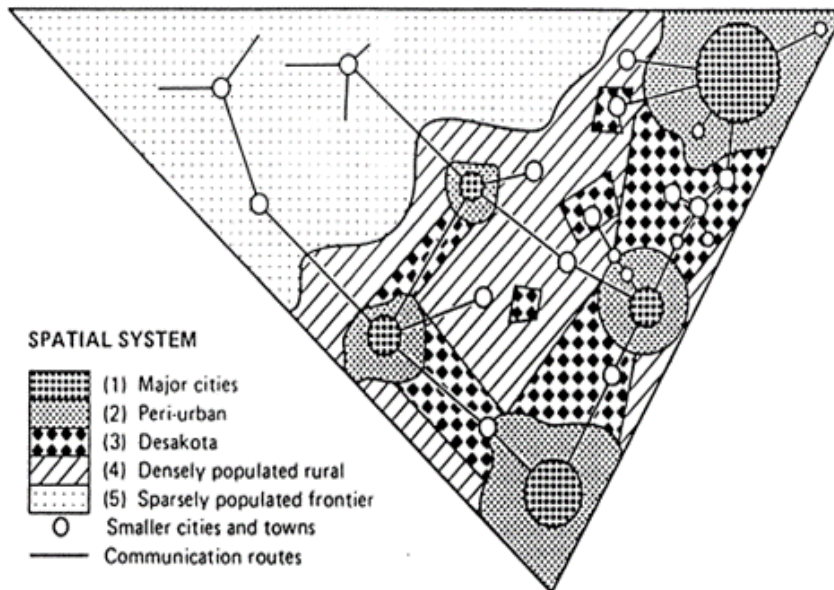 SPATIAL SYSTEM
(1) Major cities
(2) Peri-urban
(3) Desakota
(4) Densely populated rural
(5) Sparsely populated frontier
Smaller cities and towns
Communication routes